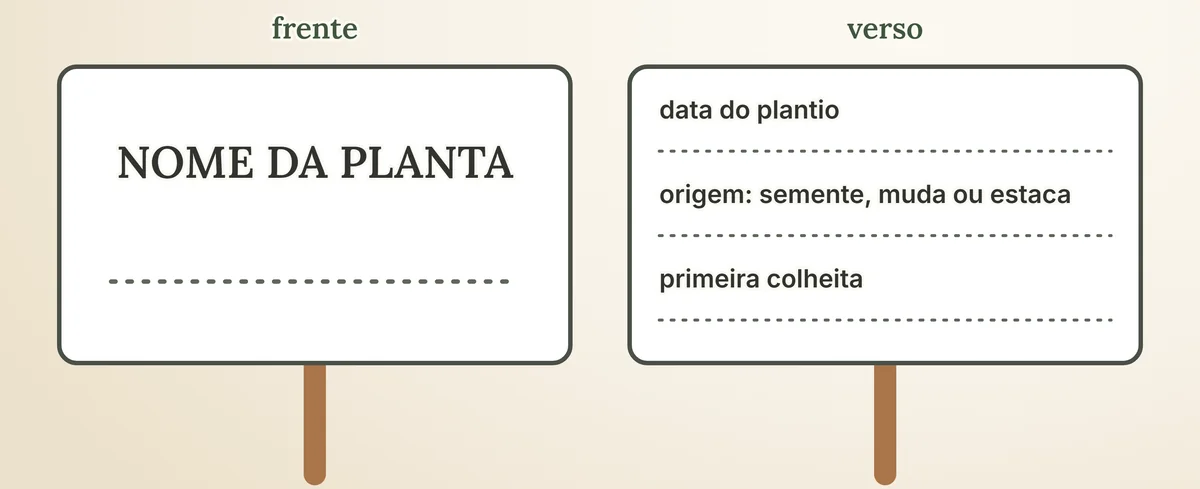 frente
NOME DA PLANTA
verso
data do plantio
origem: semente, muda ou estaca
primeira colheita